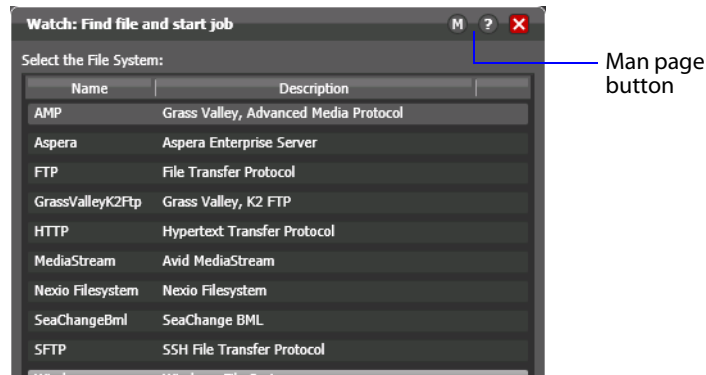 Watch: Find file and start job M ?
Select the File System:
Name Description
AMP Grass Valley, Advanced Media Protocol
Aspera Aspera Enterprise Server
FTP File Transfer Protocol
GrassValleyK2Ftp Grass Valley, K2 FTP
HTTP Hypertext Transfer Protocol
MediaStream Avid MediaStream
Nexio Filesystem Nexio Filesystem
SeaChangeBml SeaChange BML
SFTP SSH File Transfer Protocol
Man page
button